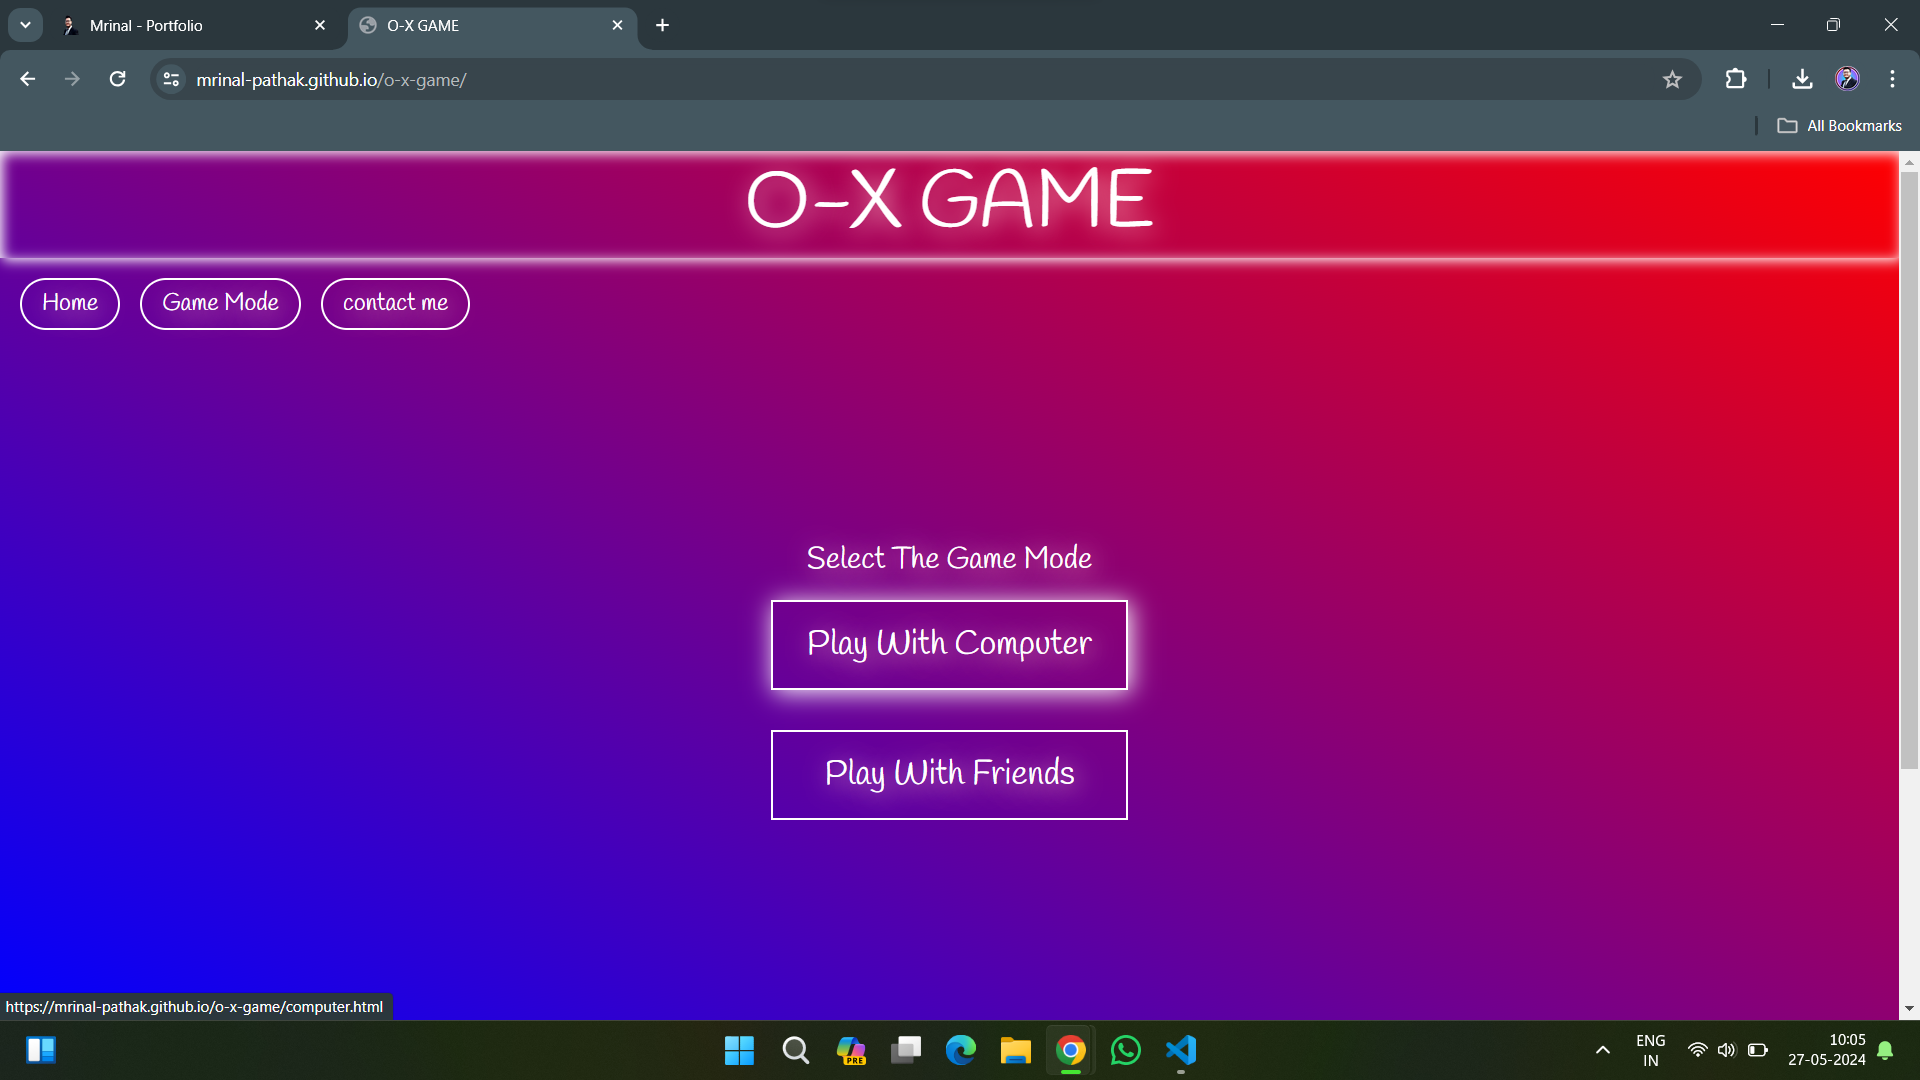 Mrinal - Portfolio
O-X GAME
mrinal-pathak.github.io/o-x-game/
All Bookmarks
O-X GAME
Home
Game Mode
contact me
Select The Game Mode
Play With Computer
Play With Friends
https://mrinal-pathak.github.io/o-x-game/computer.html
PRE
ENG
IN
10:05
27-05-2024